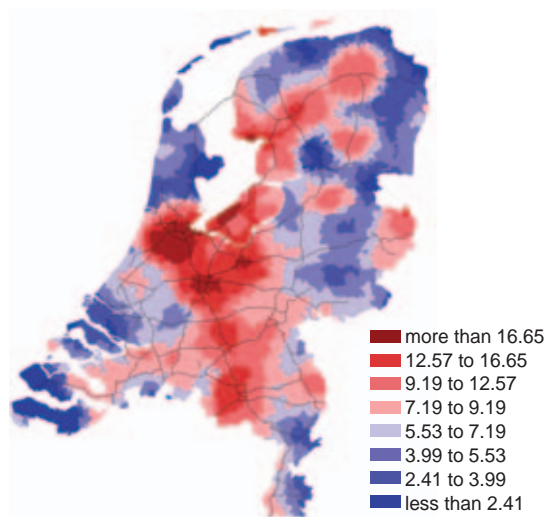 more than 16.65
12.57 to 16.65
9.19 to 12.57
7.19 to 9.19
5.53 to 7.19
3.99 to 5.53
2.41 to 3.99
less than 2.41